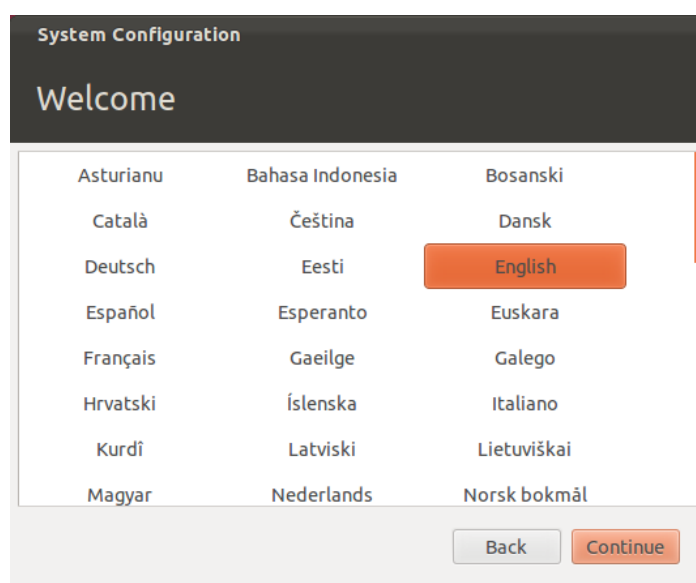 System Configuration
Welcome
Asturianu Bahasa Indonesia Bosanski
Català Čeština Dansk
Deutsch Eesti English
Español Esperanto Euskara
Français Gaeilge Galego
Hrvatski Íslenska Italiano
Kurdî Latviski Lietuviškai
Magyar Nederlands Norsk bokmål
Back Continue